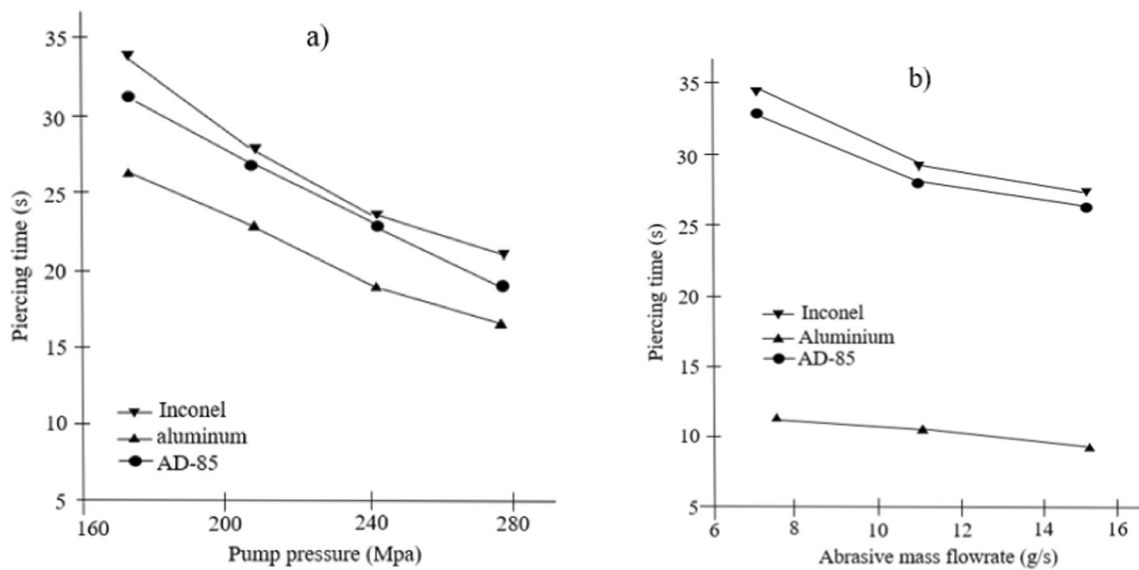 a)
35
30
25
20
15
10
5
Piercing time (s)
Inconel
aluminum
AD-85
160 200 240 280
Pump pressure (Mpa)
b)
35
30
25
20
15
10
5
Piercing time (s)
Inconel
Aluminium
AD-85
6 8 10 12 14 16
Abrasive mass flowrate (g/s)